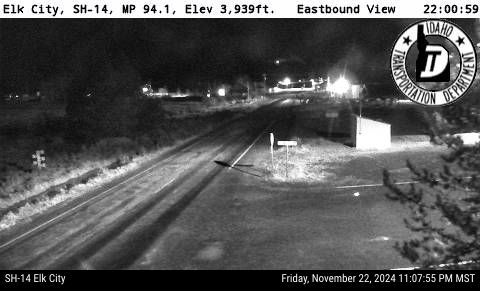 Elk City, SH-14, MP 94.1, Elev 3,939ft. Eastbound View 22:00:59
IDAHO
TRANSPORTATION DEPARTMENT
SH-14 Elk City Friday, November 22, 2024 11:07:55 PM MST